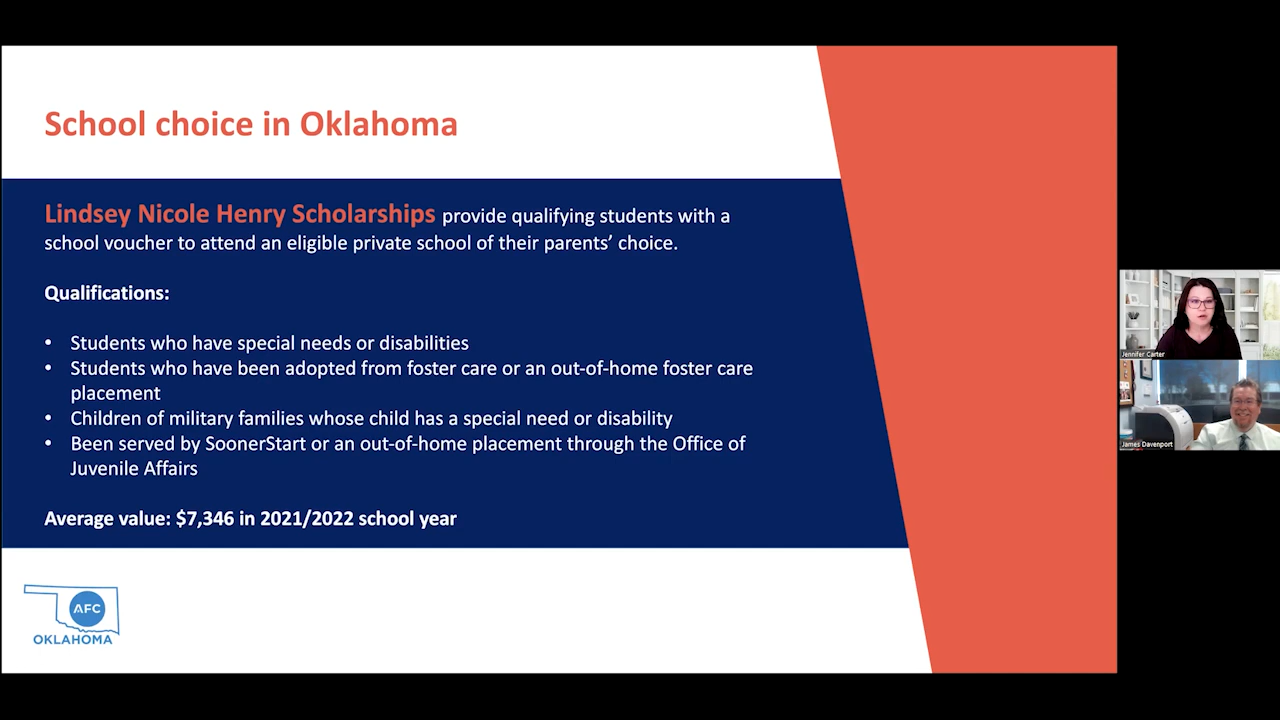 School choice in Oklahoma
Lindsey Nicole Henry Scholarships provide qualifying students with a
school voucher to attend an eligible private school of their parents’ choice.
Qualifications:
• Students who have special needs or disabilities
• Students who have been adopted from foster care or an out-of-home foster care
placement
• Children of military families whose child has a special need or disability
• Been served by SoonerStart or an out-of-home placement through the Office of
Juvenile Affairs
Average value: $7,346 in 2021/2022 school year
AFC
OKLAHOMA
Jennifer Carter
James Davenport